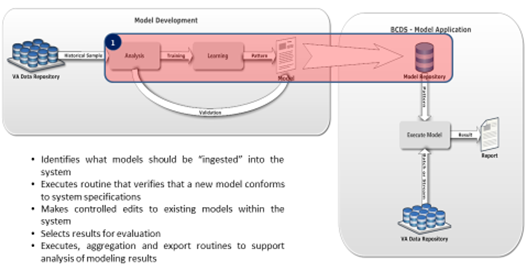 Model Development
1
BCDS - Model Application
Historical Sample
Analysis
Training
Learning
Pattern
Model
VA Data Repository
Model Repository
Validation
Pattern
Execute Model
Result
Report
Batch or Stream
VA Data Repository
• Identifies what models should be "ingested" into the
system
• Executes routine that verifies that a new model conforms
to system specifications
• Makes controlled edits to existing models within the
system
• Selects results for evaluation
• Executes, aggregation and export routines to support
analysis of modeling results